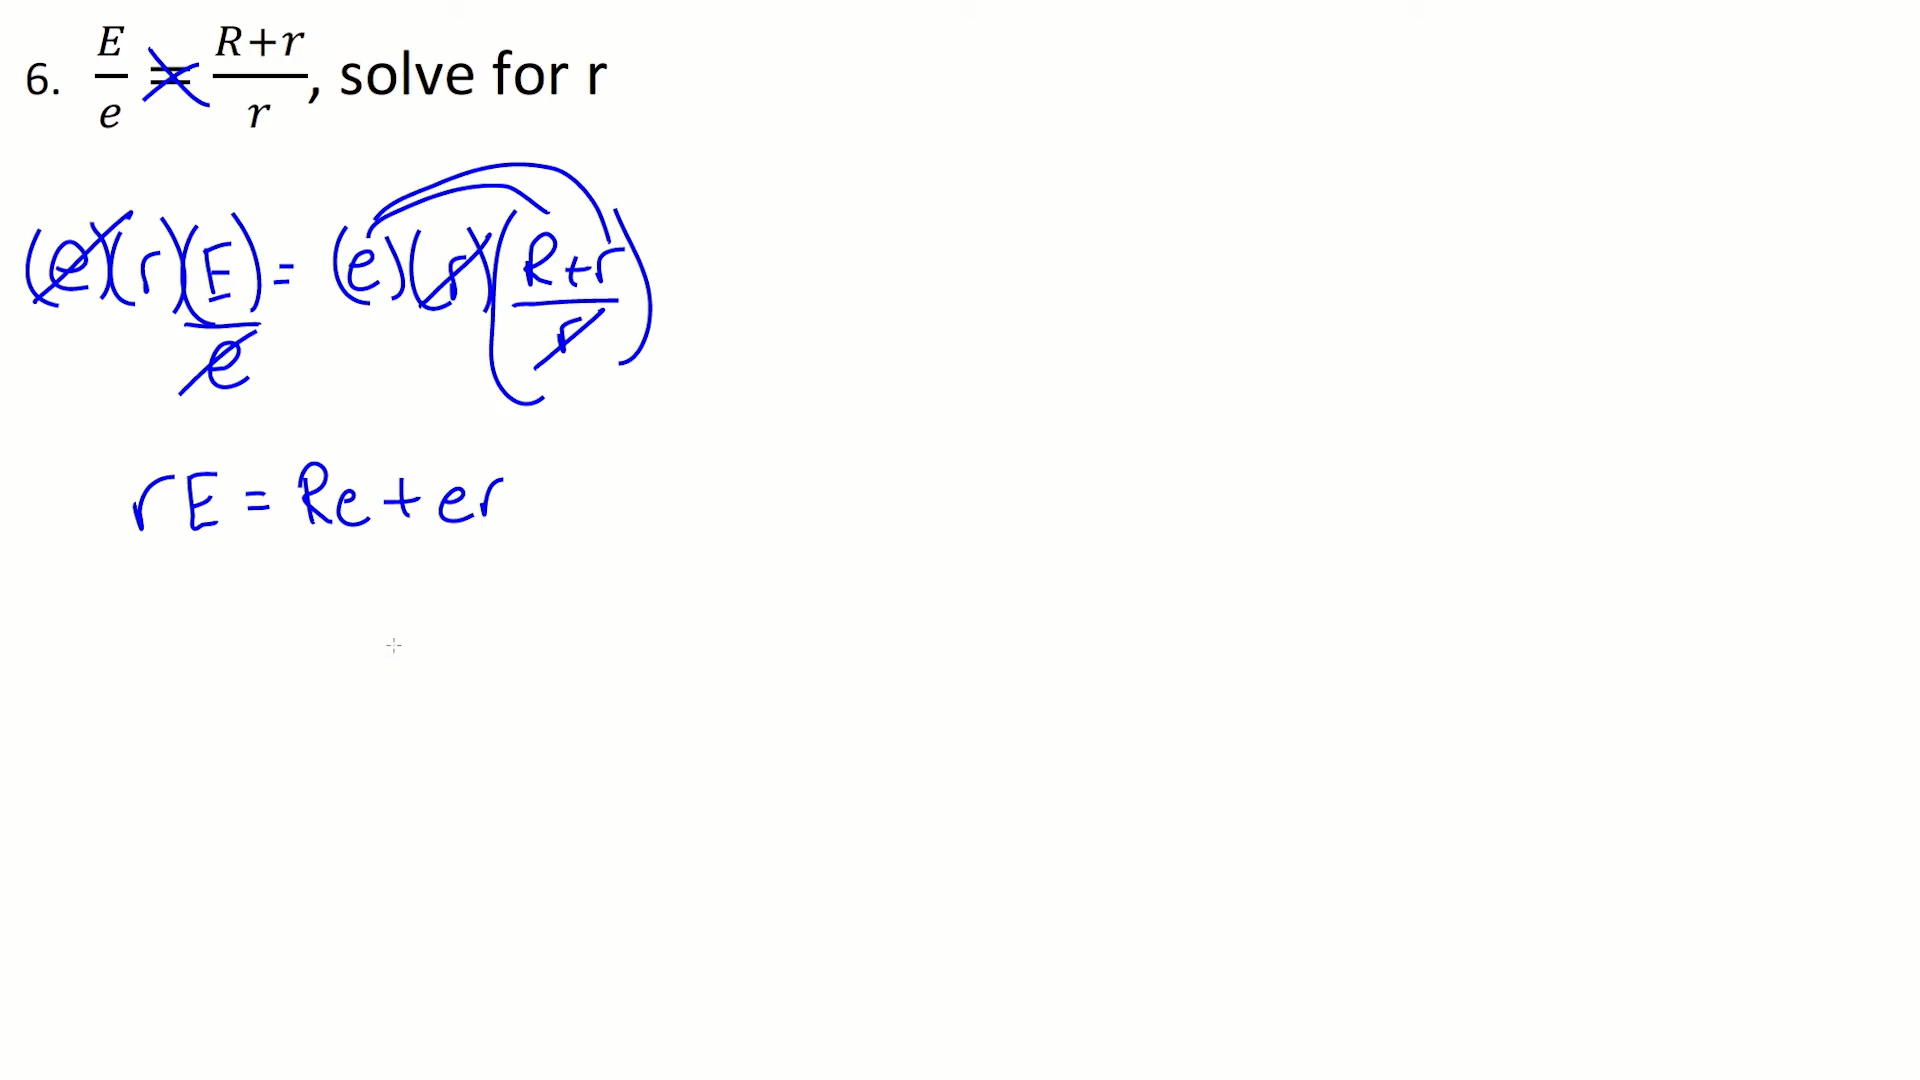 6. E/e = R+r/r, solve for r
(e)(r)(E/e) = (e)(r)(R+r/r)
rE = Re + er